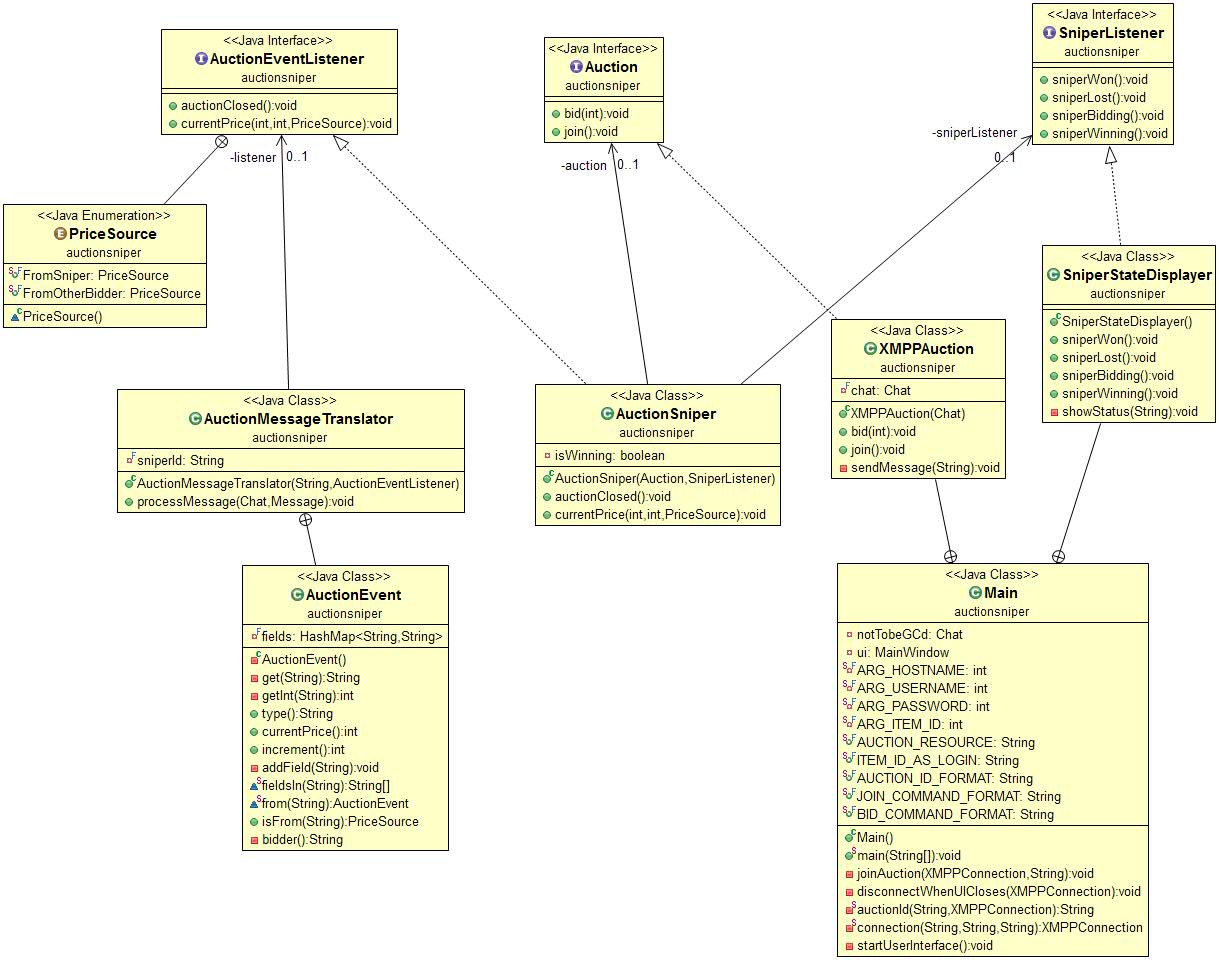 <<Java Interface>>
AuctionEventListener
auctionsniper
auctionClosed():void
currentPrice(int,int,PriceSource):void
<<Java Interface>>
Auction
auctionsniper
bid(int):void
join():void
<<Java Interface>>
SniperListener
auctionsniper
sniperWon():void
sniperLost():void
sniperBidding():void
sniperWinning():void
-listener 0..1
-auction 0..1
-sniperListener
0..1
<<Java Enumeration>>
PriceSource
auctionsniper
FromSniper: PriceSource
FromOtherBidder: PriceSource
PriceSource()
<<Java Class>>
SniperStateDisplayer
auctionsniper
SniperStateDisplayer()
sniperWon():void
sniperLost():void
sniperBidding():void
sniperWinning():void
showStatus(String):void
<<Java Class>>
XMPPAuction
auctionsniper
chat: Chat
XMPPAuction(Chat)
bid(int):void
join():void
sendMessage(String):void
<<Java Class>>
AuctionMessageTranslator
auctionsniper
sniperId: String
AuctionMessageTranslator(String,AuctionEventListener)
processMessage(Chat,Message):void
<<Java Class>>
AuctionSniper
auctionsniper
isWinning: boolean
AuctionSniper(Auction,SniperListener)
auctionClosed():void
currentPrice(int,int,PriceSource):void
<<Java Class>>
AuctionEvent
auctionsniper
fields: HashMap<String,String>
AuctionEvent()
get(String):String
getInt(String):int
type():String
currentPrice():int
increment():int
addField(String):void
fieldsIn(String):String[]
from(String):AuctionEvent
isFrom(String):PriceSource
bidder():String
<<Java Class>>
Main
auctionsniper
notTobeGCd: Chat
ui: MainWindow
ARG_HOSTNAME: int
ARG_USERNAME: int
ARG_PASSWORD: int
ARG_ITEM_ID: int
AUCTION_RESOURCE: String
ITEM_ID_AS_LOGIN: String
AUCTION_ID_FORMAT: String
JOIN_COMMAND_FORMAT: String
BID_COMMAND_FORMAT: String
Main()
main(String[]):void
joinAuction(XMPPConnection,String):void
disconnectWhenUICloses(XMPPConnection):void
auctionId(String,XMPPConnection):String
connection(String,String,String):XMPPConnection
startUserInterface():void